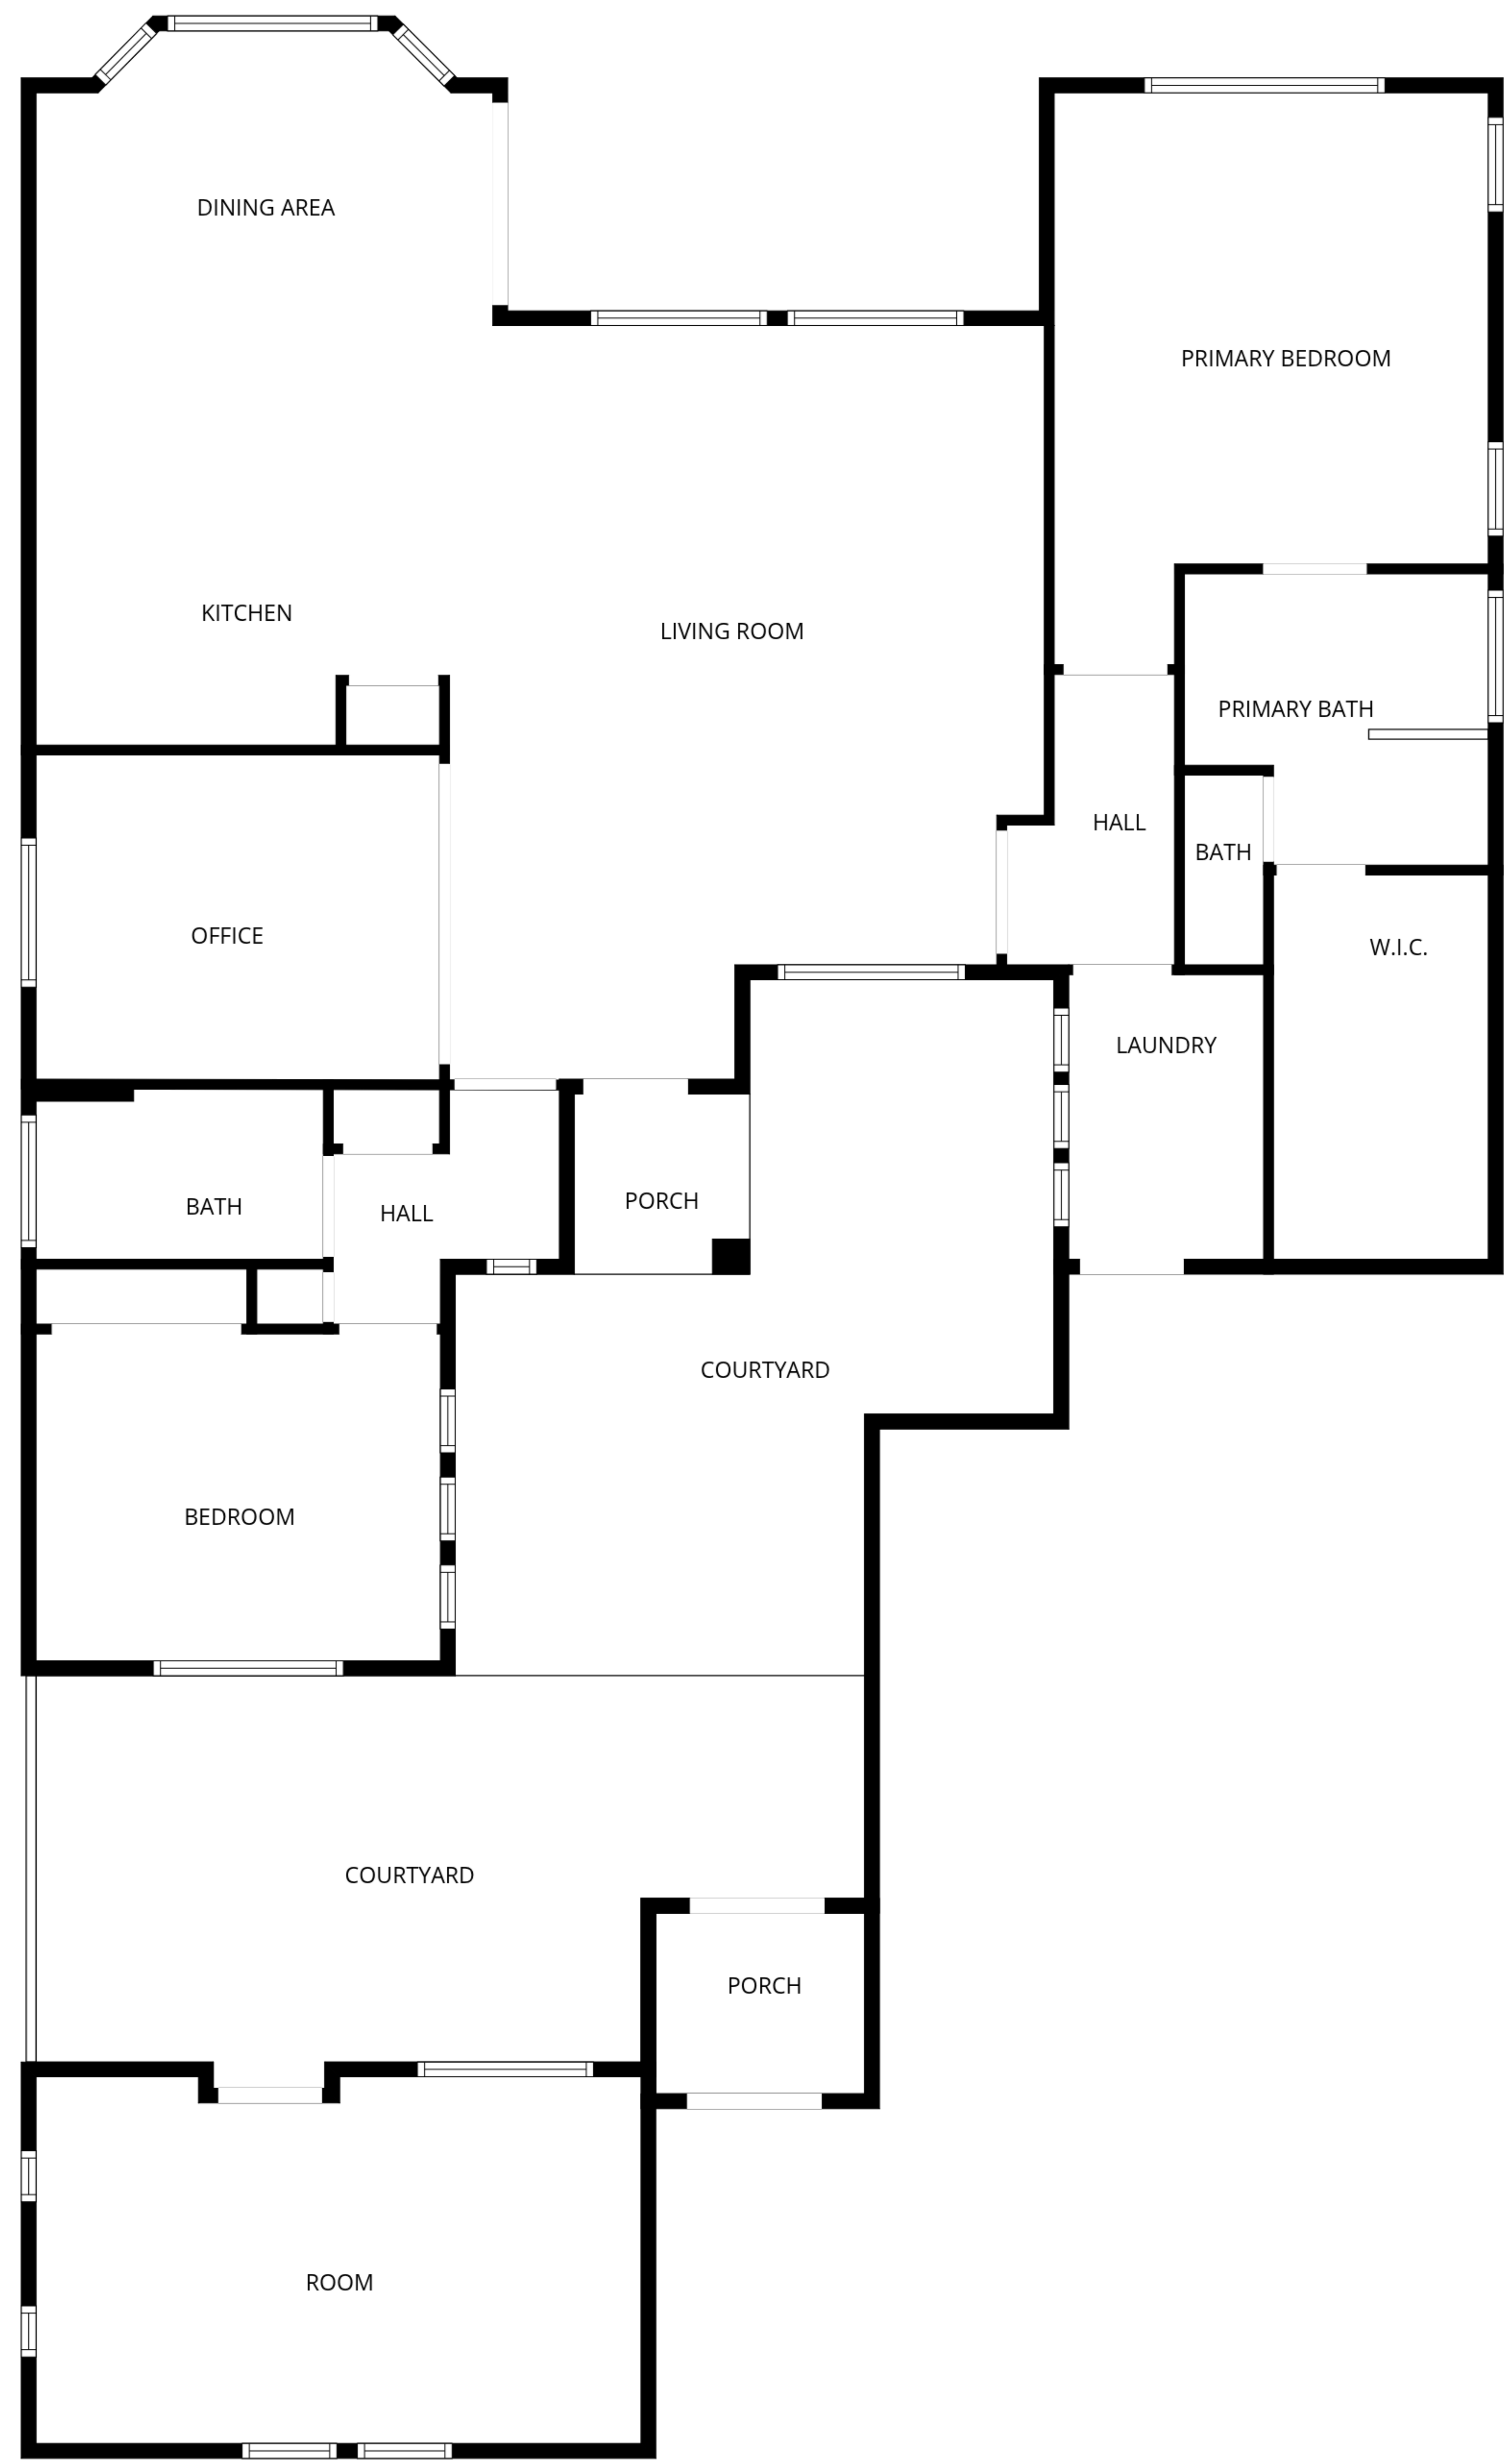 DINING AREA
PRIMARY BEDROOM
KITCHEN
LIVING ROOM
PRIMARY BATH
HALL
BATH
OFFICE
W.I.C.
LAUNDRY
BATH
HALL
PORCH
COURTYARD
BEDROOM
COURTYARD
PORCH
ROOM